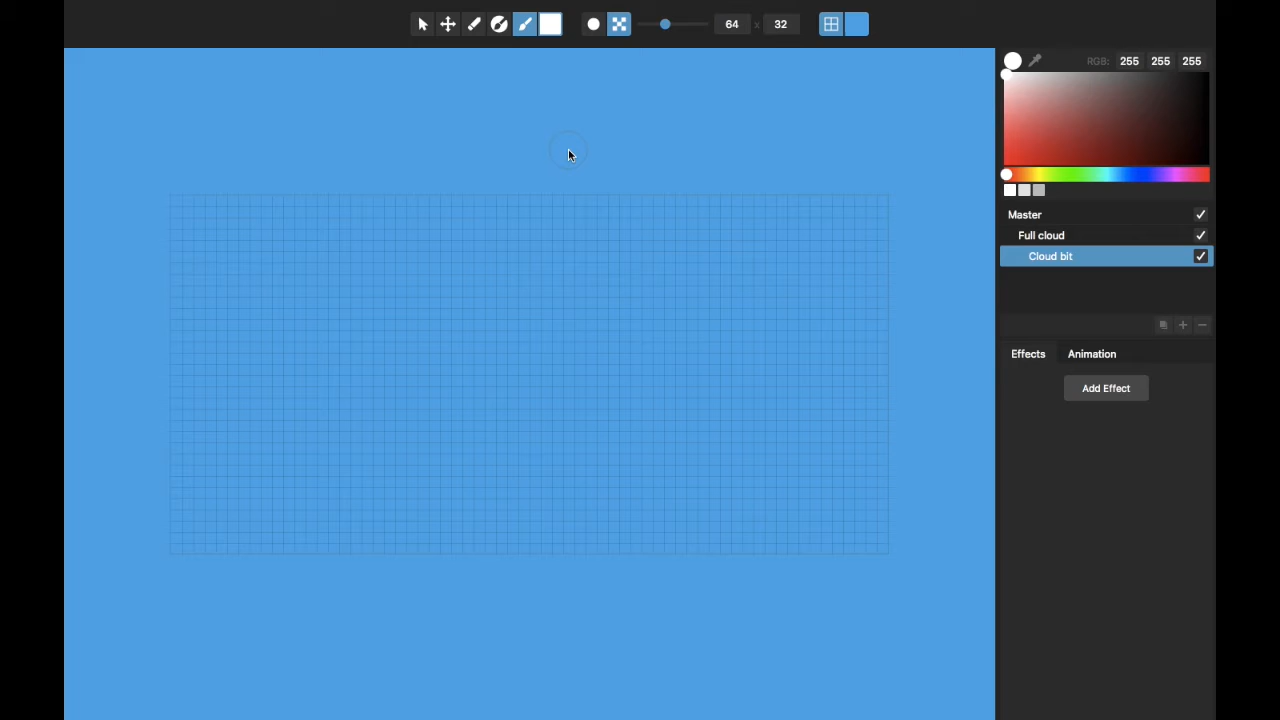 64 x 32
RGB: 255 255 255
Master
Full cloud
Cloud bit
Effects Animation
Add Effect